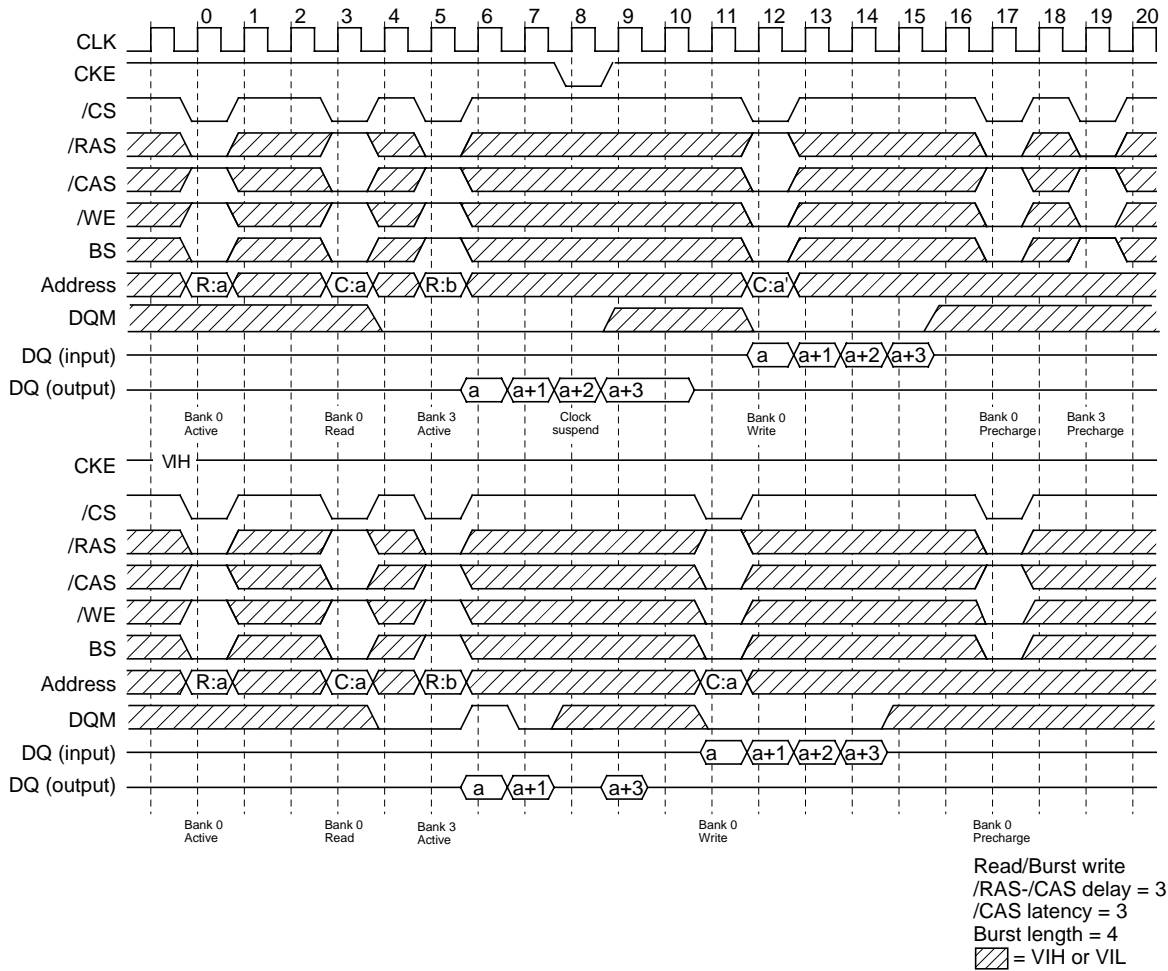 0 1 2 3 4 5 6 7 8 9 10 11 12 13 14 15 16 17 18 19 20
CLK
CKE
/CS
/RAS
/CAS
/WE
BS
Address R:a C:a R:b C:a'
DQM
DQ (input) a a+1 a+2 a+3
DQ (output) a a+1 a+2 a+3
Bank 0 Bank 0 Bank 3 Clock Bank 0 Bank 0 Bank 3
Active Read Active suspend Write Precharge Precharge
CKE VIH
/CS
/RAS
/CAS
/WE
BS
Address R:a C:a R:b C:a
DQM
DQ (input) a a+1 a+2 a+3
DQ (output) a a+1 a+3
Bank 0 Bank 0 Bank 3 Bank 0 Bank 0
Active Read Active Write Precharge
Read/Burst write
/RAS-/CAS delay = 3
/CAS latency = 3
Burst length = 4
= VIH or VIL